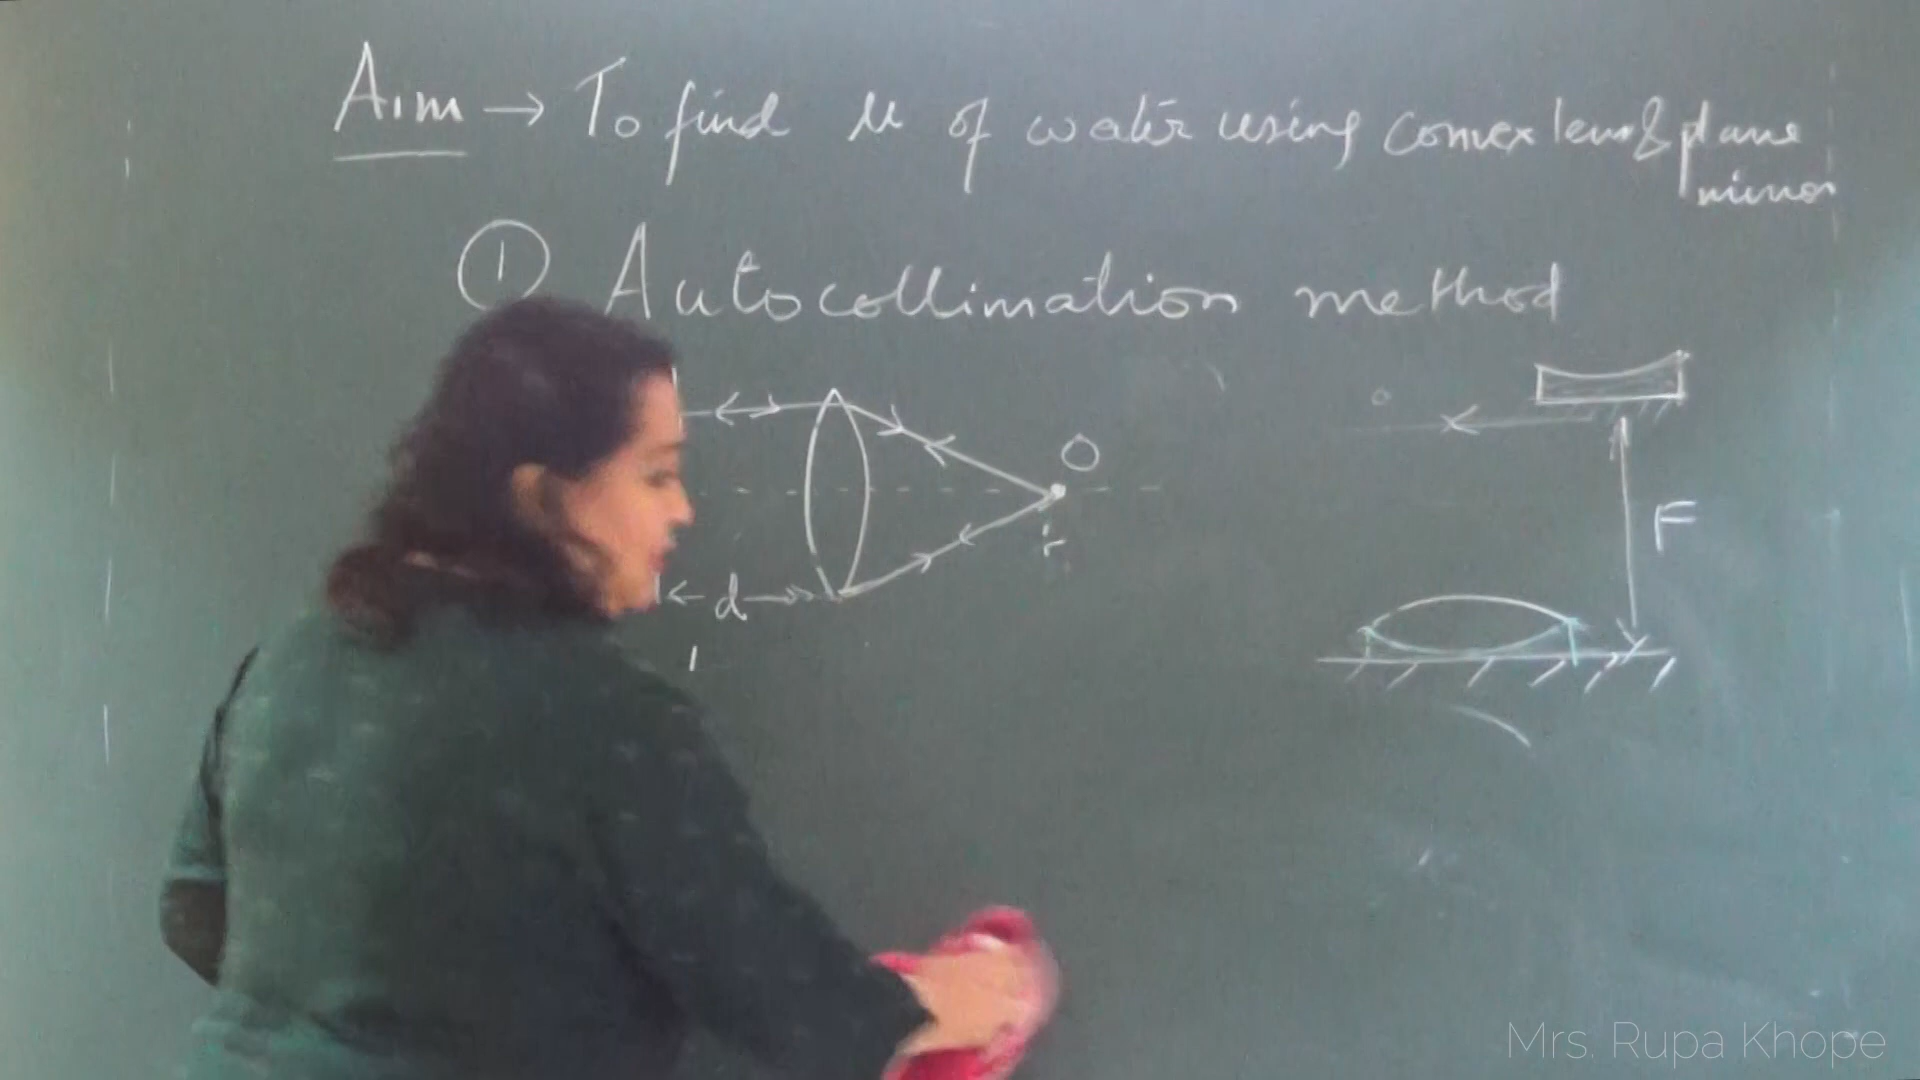 Aim → To find μ of water using convex lens & plane
mirror
① Autocollimation method
O
i
d
F
Mrs. Rupa Khope